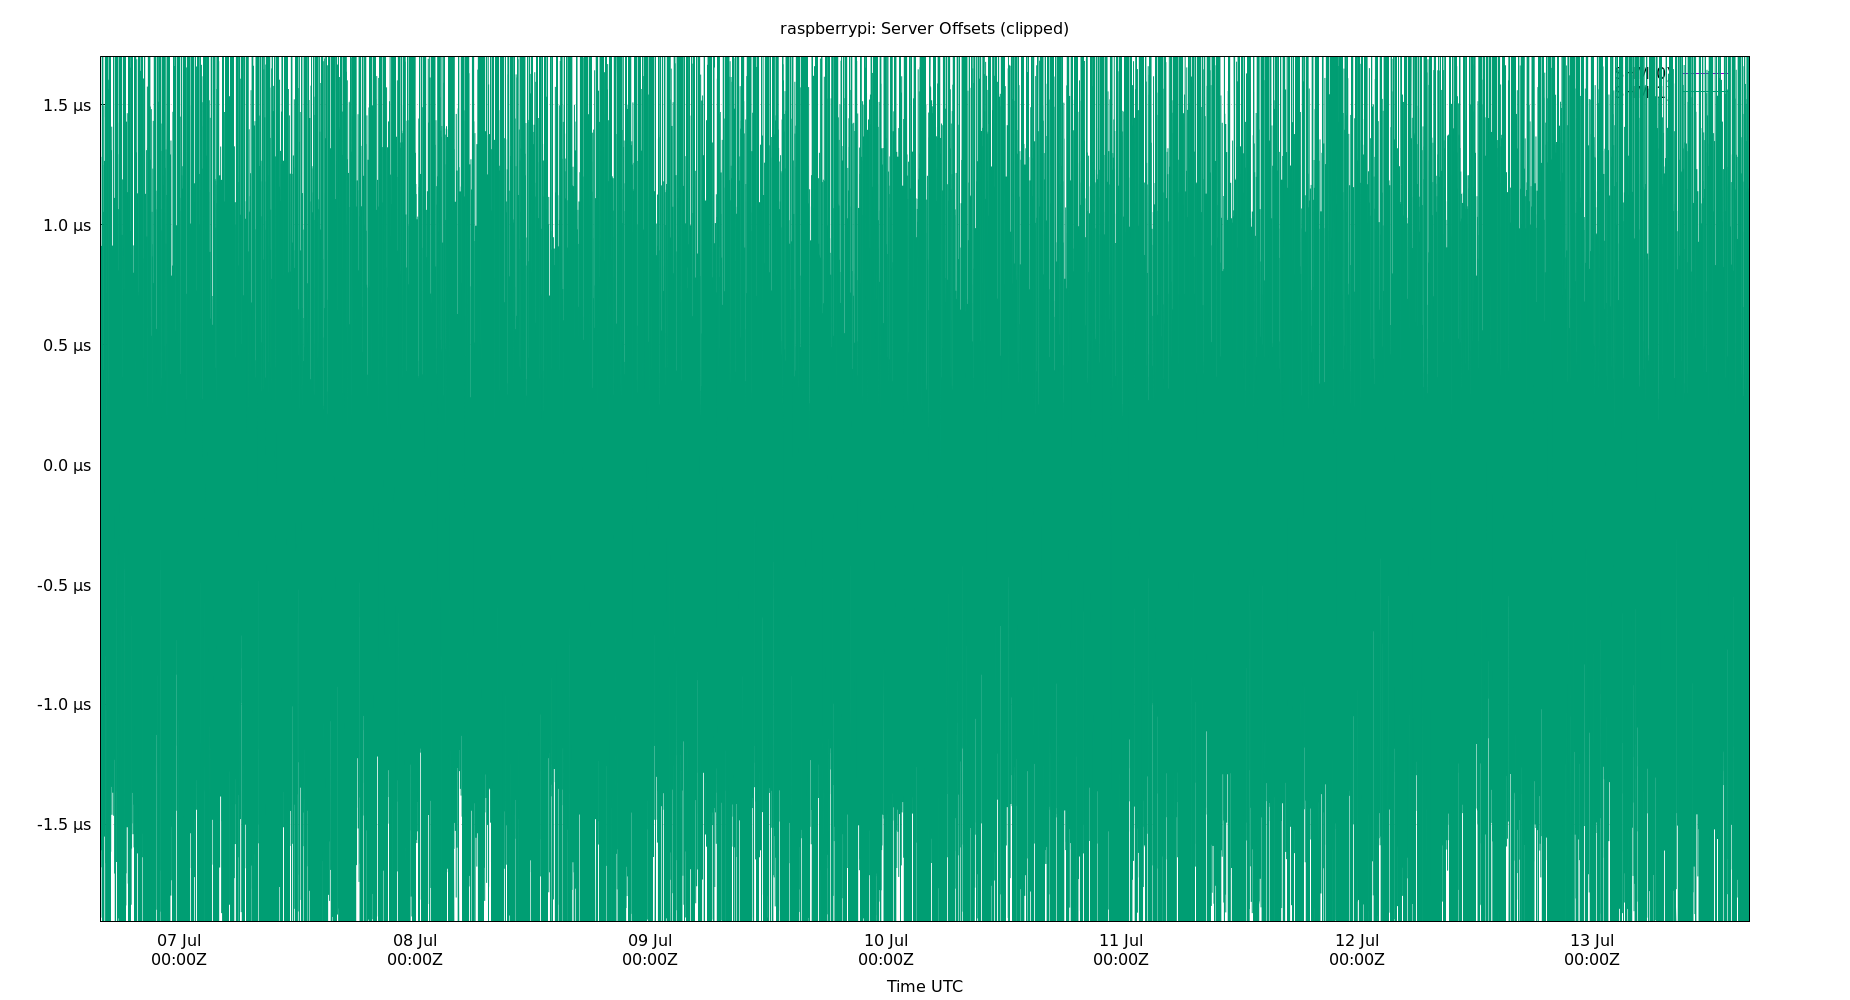 raspberrypi: Server Offsets (clipped)
1.5 µs
1.0 µs
0.5 µs
0.0 µs
-0.5 µs
-1.0 µs
-1.5 µs
07 Jul 08 Jul 09 Jul 10 Jul 11 Jul 12 Jul 13 Jul
00:00Z 00:00Z 00:00Z 00:00Z 00:00Z 00:00Z 00:00Z
Time UTC